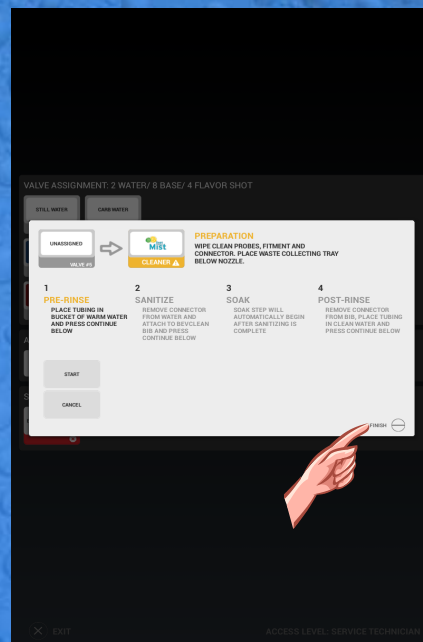 VALVE ASSIGNMENT: 2 WATER/ 8 BASE/ 4 FLAVOR SHOT
STILL WATER CARB WATER
UNASSIGNED
VALVE #5
Mist
CLEANER
PREPARATION
WIPE CLEAN PROBES, FITMENT AND
CONNECTOR. PLACE WASTE COLLECTING TRAY
BELOW NOZZLE.
1
PRE-RINSE
PLACE TUBING IN
BUCKET OF WARM WATER
AND PRESS CONTINUE
BELOW
2
SANITIZE
REMOVE CONNECTOR
FROM WATER AND
ATTACH TO BEVCLEAN
BIB AND PRESS
CONTINUE BELOW
3
SOAK
SOAK STEP WILL
AUTOMATICALLY BEGIN
AFTER SANITIZING IS
COMPLETE
4
POST-RINSE
REMOVE CONNECTOR
FROM BIB, PLACE TUBING
IN CLEAN WATER AND
PRESS CONTINUE BELOW
START
CANCEL
FINISH
A
S
X EXIT
ACCESS LEVEL: SERVICE TECHNICIAN